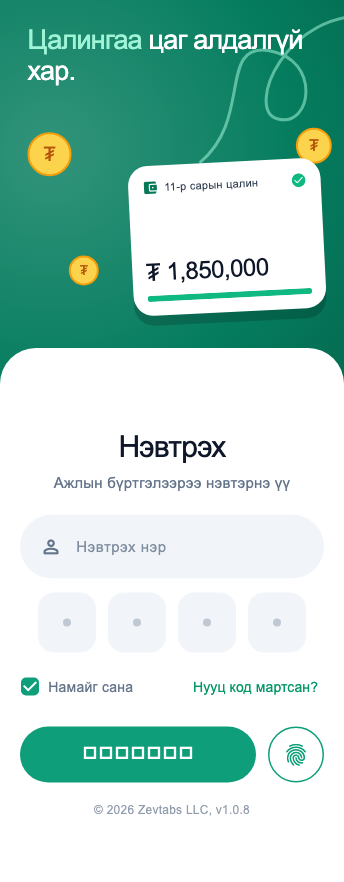 Цалингаа цаг алдалгүй
хар.
11-р сарын цалин
₮ 1,850,000
Нэвтрэх
Ажлын бүртгэлээрээ нэвтэрнэ үү
Нэвтрэх нэр
Намайг сана
Нууц код мартсан?
© 2026 Zevtabs LLC, v1.0.8